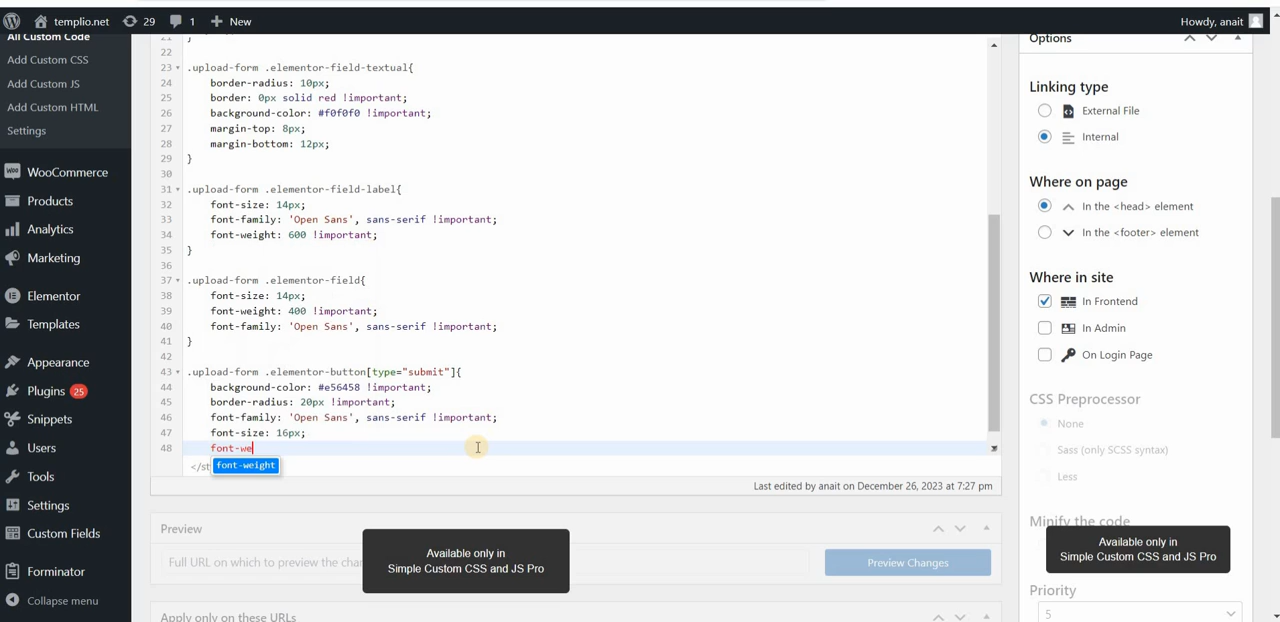 templio.net
29
1
New
Howdy, anait
All Custom Code
Add Custom CSS
Add Custom JS
Add Custom HTML
Settings
WooCommerce
Products
Analytics
Marketing
Elementor
Templates
Appearance
Plugins 25
Snippets
Users
Tools
Settings
Custom Fields
Forminator
Collapse menu
21 }
22
23 .upload-form .elementor-field-textual{
24 border-radius: 10px;
25 border: 0px solid red !important;
26 background-color: #f0f0f0 !important;
27 margin-top: 8px;
28 margin-bottom: 12px;
29 }
30
31 .upload-form .elementor-field-label{
32 font-size: 14px;
33 font-family: 'Open Sans', sans-serif !important;
34 font-weight: 600 !important;
35 }
36
37 .upload-form .elementor-field{
38 font-size: 14px;
39 font-weight: 400 !important;
40 font-family: 'Open Sans', sans-serif !important;
41 }
42
43 .upload-form .elementor-button[type="submit"]{
44 background-color: #e56458 !important;
45 border-radius: 20px !important;
46 font-family: 'Open Sans', sans-serif !important;
47 font-size: 16px;
48 font-we
</st
font-weight
Last edited by anait on December 26, 2023 at 7:27 pm
Preview
Full URL on which to preview the chan
Preview Changes
Available only in
Simple Custom CSS and JS Pro
Apply only on these URLs
Options
Linking type
External File
Internal
Where on page
In the <head> element
In the <footer> element
Where in site
In Frontend
In Admin
On Login Page
CSS Preprocessor
None
Sass (only SCSS syntax)
Less
Minify the code
Available only in
Simple Custom CSS and JS Pro
Priority
5